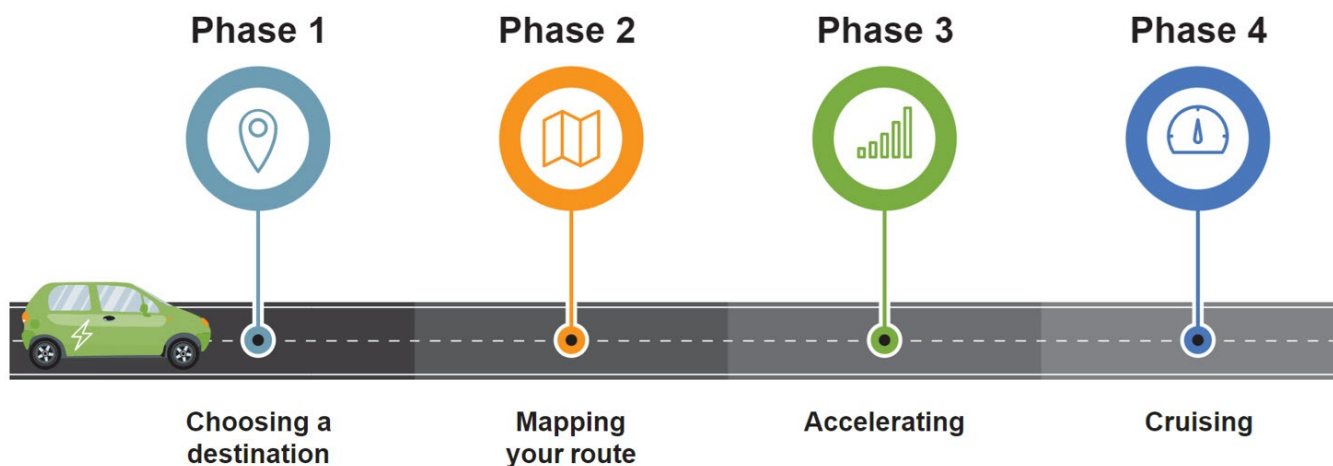 Phase 1
Phase 2
Phase 3
Phase 4
Choosing a
destination
Mapping
your route
Accelerating
Cruising